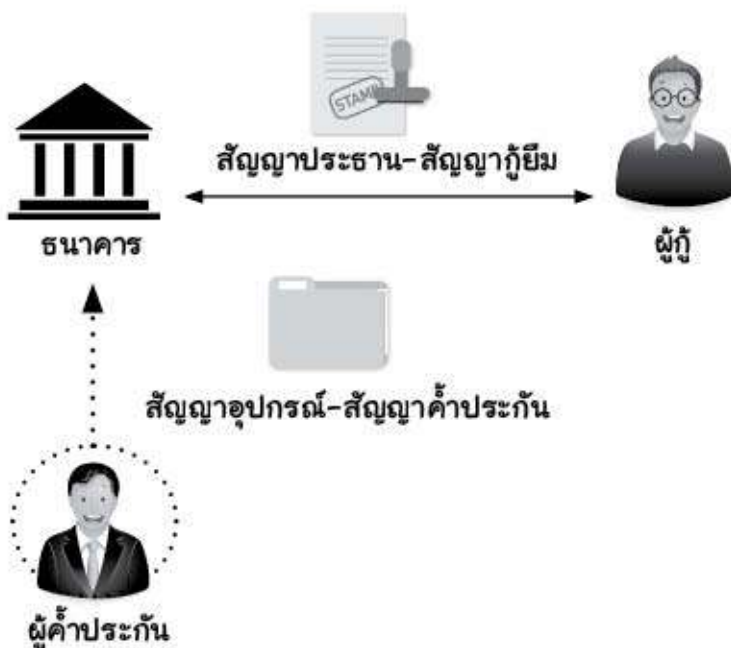 STAMP
สัญญาประธาน-สัญญากู้ยืม
ธนาคาร
ผู้กู้
สัญญาอุปกรณ์-สัญญาค้ำประกัน
ผู้ค้ำประกัน